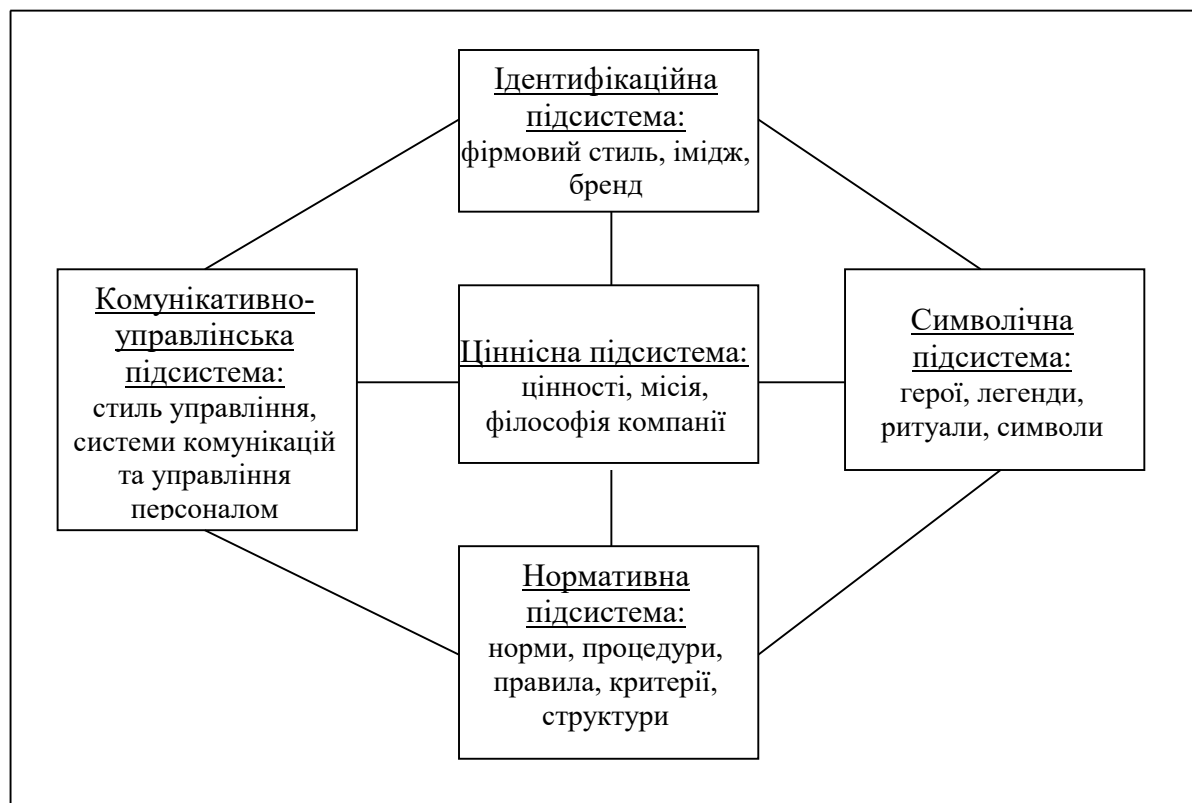 Ідентифікаційна
підсистема:
фірмовий стиль, імідж,
бренд
Комунікативно-
управлінська
підсистема:
стиль управління,
системи комунікацій
та управління
персоналом
Ціннісна підсистема:
цінності, місія,
філософія компанії
Символічна
підсистема:
герої, легенди,
ритуали, символи
Нормативна
підсистема:
норми, процедури,
правила, критерії,
структури